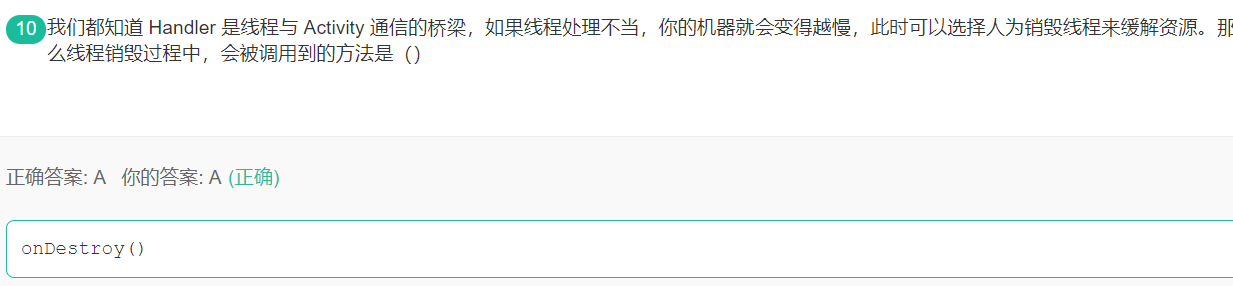 10 我们都知道 Handler 是线程与 Activity 通信的桥梁，如果线程处理不当，你的机器就会变得越慢，此时可以选择人为销毁线程来缓解资源。那
么线程销毁过程中，会被调用到的方法是（）
正确答案: A 你的答案: A (正确)
onDestroy()